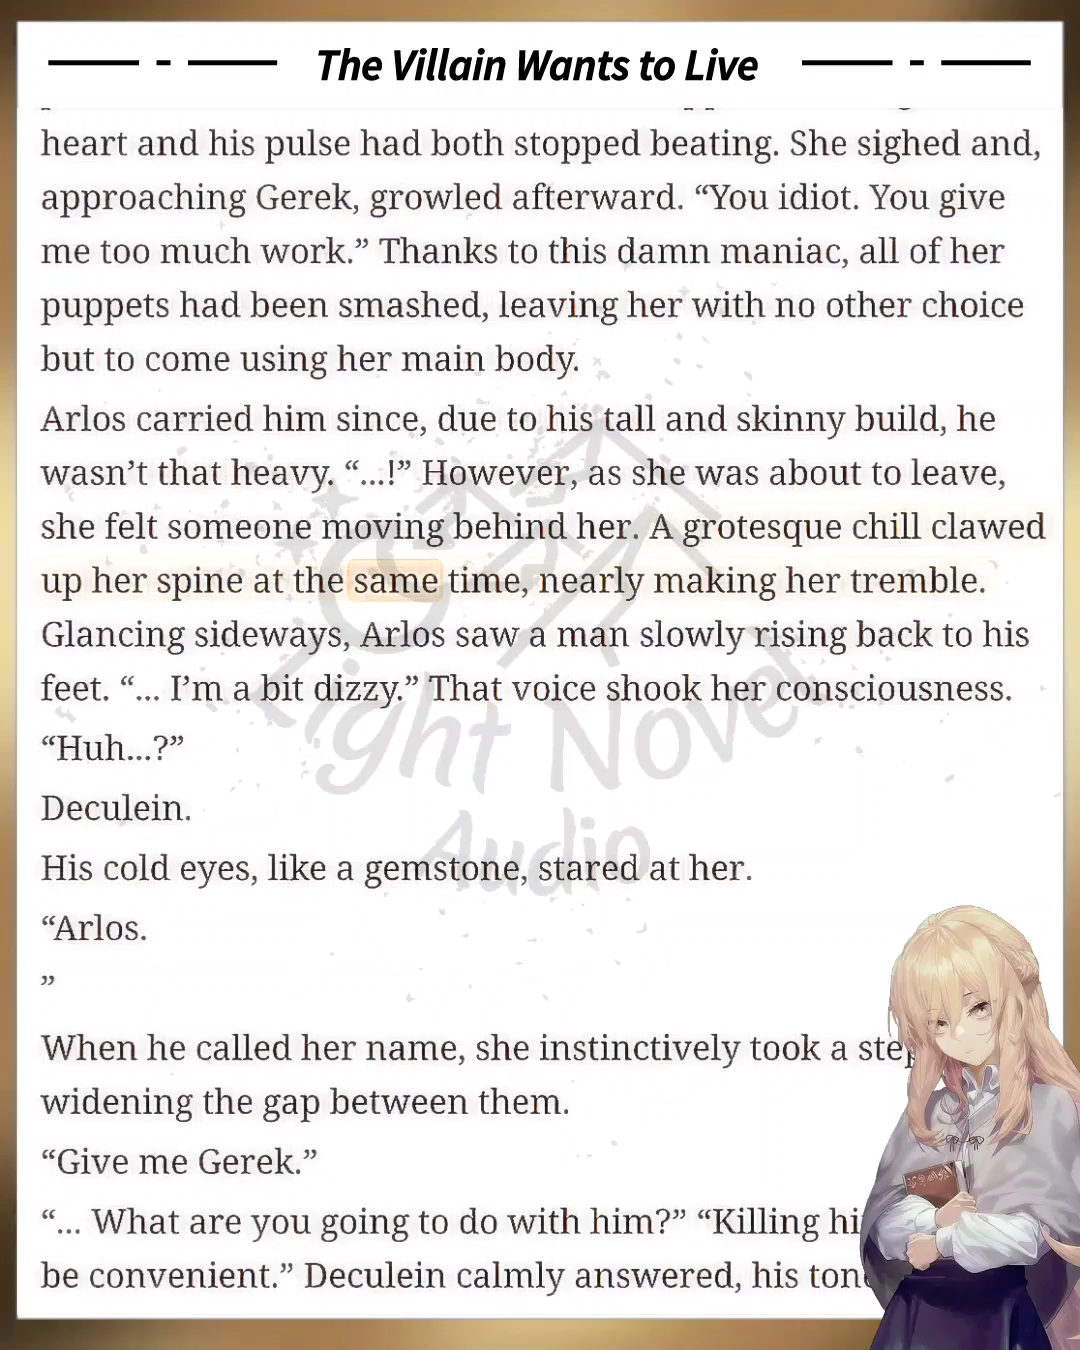 The Villain Wants to Live
heart and his pulse had both stopped beating. She sighed and,
approaching Gerek, growled afterward. “You idiot. You give
me too much work.” Thanks to this damn maniac, all of her
puppets had been smashed, leaving her with no other choice
but to come using her main body.
Arlos carried him since, due to his tall and skinny build, he
wasn’t that heavy. “...!” However, as she was about to leave,
she felt someone moving behind her. A grotesque chill clawed
up her spine at the same time, nearly making her tremble.
Glancing sideways, Arlos saw a man slowly rising back to his
feet. “... I’m a bit dizzy.” That voice shook her consciousness.
“Huh...?”
Deculein.
His cold eyes, like a gemstone, stared at her.
“Arlos.
”
When he called her name, she instinctively took a
widening the gap between them.
“Give me Gerek.”
“... What are you going to do with him?” “Killing
be convenient.” Deculein calmly answered, his
Light Novel
Audio